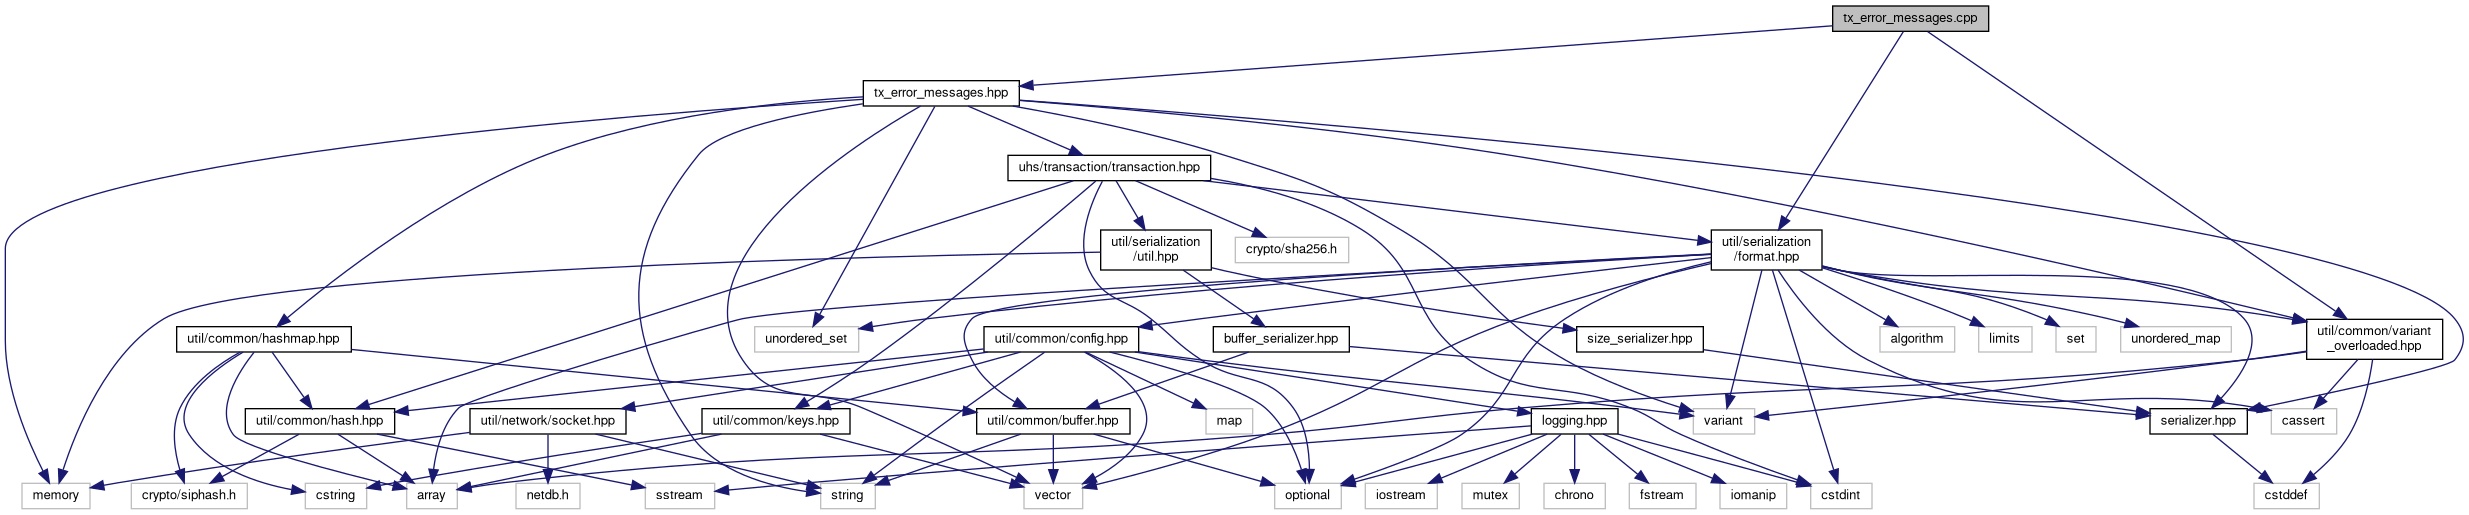 tx_error_messages.cpp
tx_error_messages.hpp
uhs/transaction/transaction.hpp
util/serialization
/util.hpp
crypto/sha256.h
util/serialization
/format.hpp
util/common/hashmap.hpp
unordered_set
util/common/config.hpp
buffer_serializer.hpp
size_serializer.hpp
algorithm
limits
set
unordered_map
util/common/variant
_overloaded.hpp
util/common/hash.hpp
util/network/socket.hpp
util/common/keys.hpp
util/common/buffer.hpp
map
logging.hpp
variant
serializer.hpp
cassert
memory
crypto/siphash.h
cstring
array
netdb.h
sstream
string
vector
optional
iostream
mutex
chrono
fstream
iomanip
cstdint
cstddef